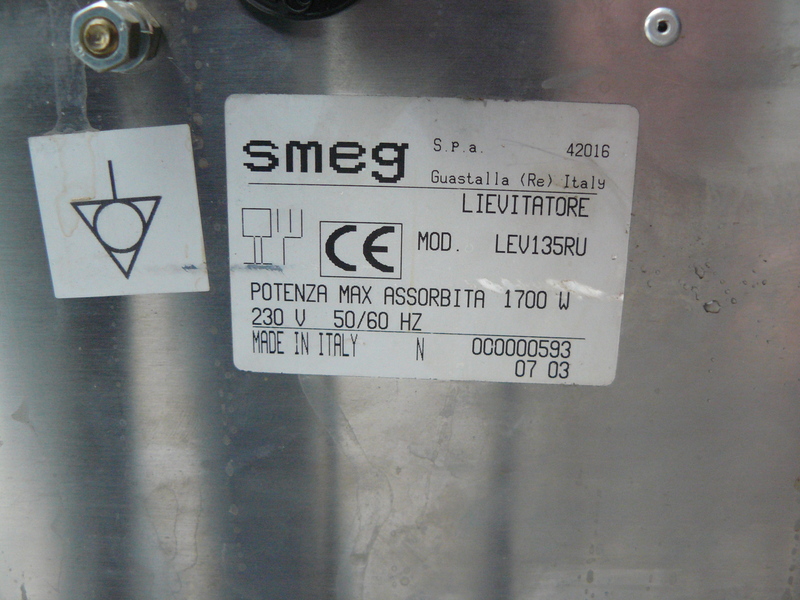 smeg S.p.a. 42016
Guastalla (Re) Italy
LIEVITATORE
CE MOD. LEV135RU
POTENZA MAX ASSORBITA 1700 W
230 V 50/60 HZ
MADE IN ITALY N 0C0000593
07 03